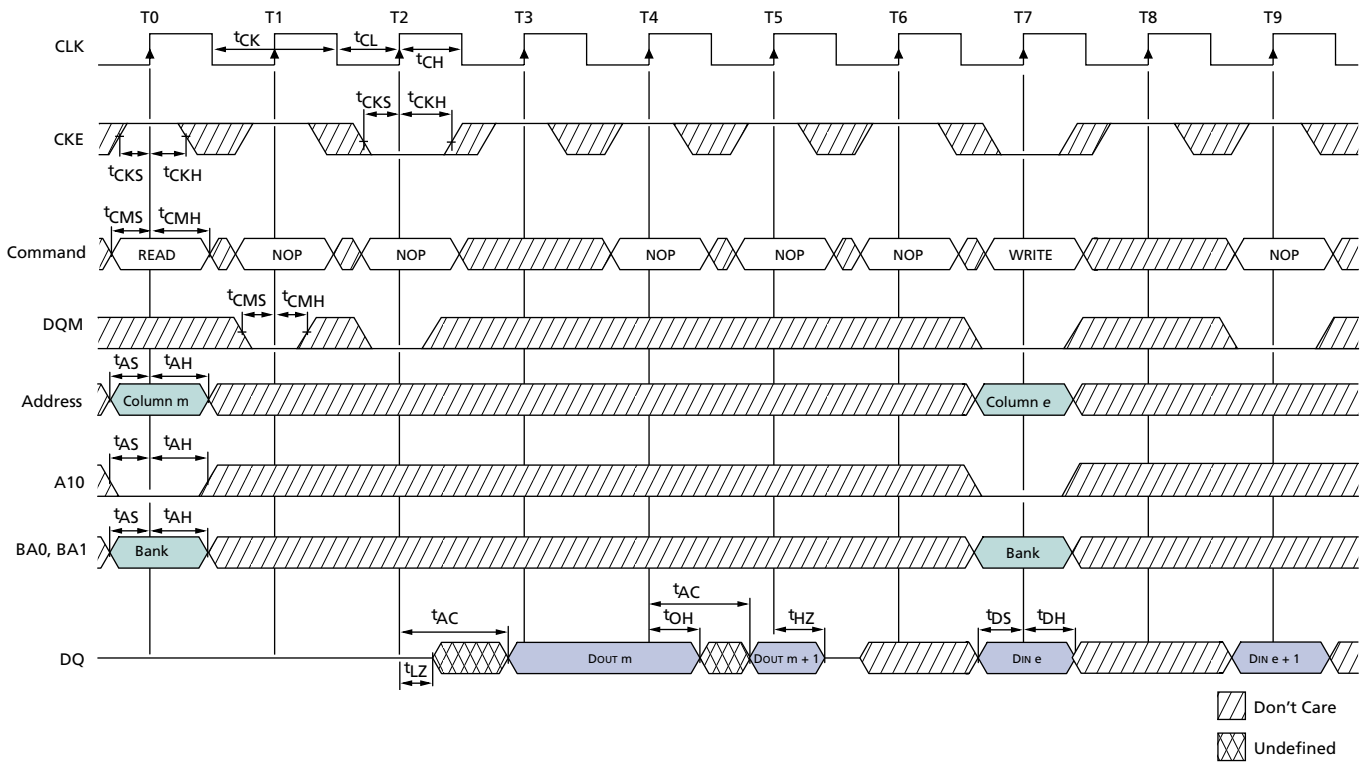 T0 T1 T2 T3 T4 T5 T6 T7 T8 T9
CLK
tCK
tCL
tCH
tCKS tCKH
CKE
tCKS tCKH
tCMS tCMH
Command READ NOP NOP NOP NOP NOP WRITE NOP
tCMS tCMH
DQM
tAS tAH
Address Column m Column e
tAS tAH
A10
tAS tAH
BA0, BA1 Bank Bank
tAC
tAC
tOH
tHZ
tDS tDH
DQ DOUT m DOUT m + 1 DIN e DIN e + 1
tLZ
Don't Care
Undefined